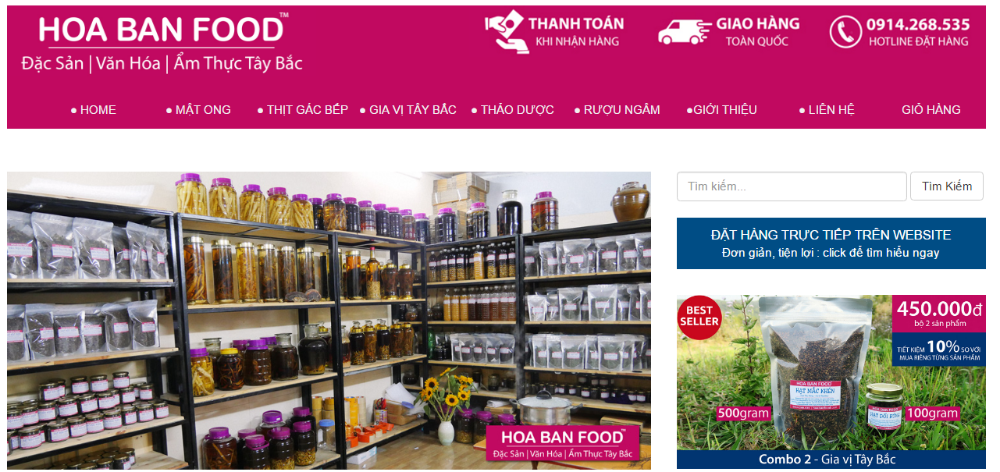 HOA BAN FOOD™
Đặc Sản | Văn Hóa | Ẩm Thực Tây Bắc
THANH TOÁN
KHI NHẬN HÀNG
GIAO HÀNG
TOÀN QUỐC
0914.268.535
HOTLINE ĐẶT HÀNG
● HOME ● MẬT ONG ● THỊT GÁC BẾP ● GIA VỊ TÂY BẮC ● THẢO DƯỢC ● RƯỢU NGÂM ●GIỚI THIỆU ● LIÊN HỆ GIỎ HÀNG
Tìm kiếm... Tìm Kiếm
ĐẶT HÀNG TRỰC TIẾP TRÊN WEBSITE
Đơn giản, tiện lợi : click để tìm hiểu ngay
BEST
SELLER
450.000đ
bộ 2 sản phẩm
TIẾT KIỆM 10% SO VỚI
MUA RIÊNG TỪNG SẢN PHẨM
HOA BAN FOOD
HẠT MẮC KHÉN
500gram
HOA BAN FOOD
HẠT DỔI RỪNG
100gram
Combo 2 - Gia vị Tây Bắc
HOA BAN FOOD™
Đặc Sản | Văn Hóa | Ẩm Thực Tây Bắc